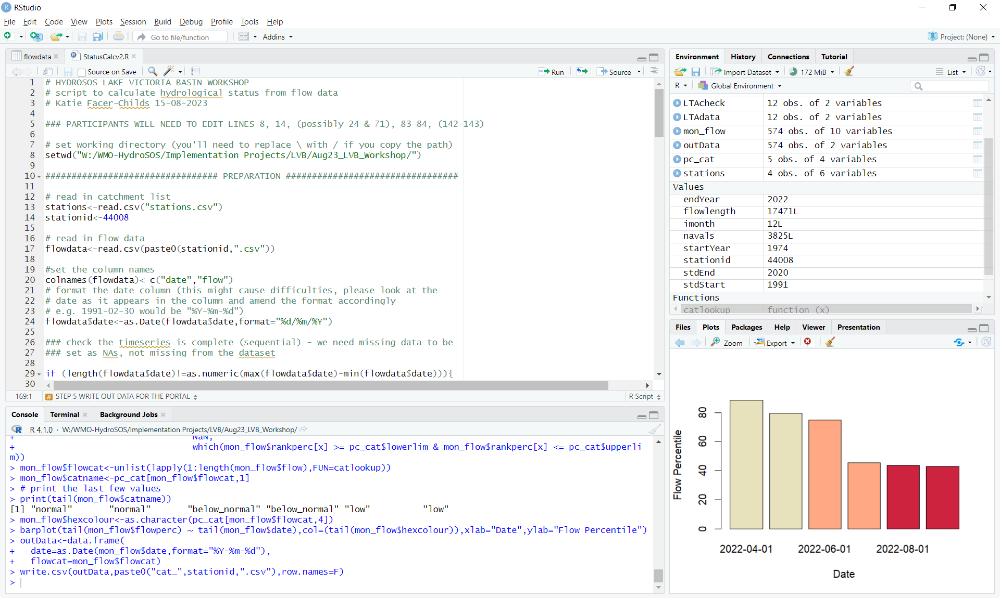 RStudio
File Edit Code View Plots Session Build Debug Profile Tools Help
Go to file/function Addins Project: (None)
flowdata StatusCalcv2.R
Source on Save Run Source
1 # HYDROSOS LAKE VICTORIA BASIN WORKSHOP
2 # script to calculate hydrological status from flow data
3 # Katie Facer-Childs 15-08-2023
4
5 ### PARTICIPANTS WILL NEED TO EDIT LINES 8, 14, (possibly 24 & 71), 83-84, (142-143)
6
7 # set working directory (you'll need to replace \ with / if you copy the path)
8 setwd("W:/WMO-HydroSOS/Implementation Projects/LVB/Aug23_LVB_Workshop/")
9
10 ################################# PREPARATION #################################
11
12 # read in catchment list
13 stations<-read.csv("stations.csv")
14 stationid<-44008
15
16 # read in flow data
17 flowdata<-read.csv(paste0(stationid,".csv"))
18
19 #set the column names
20 colnames(flowdata)<-c("date","flow")
21 # format the date column (this might cause difficulties, please look at the
22 # date as it appears in the column and amend the format accordingly
23 # e.g. 1991-02-30 would be "%Y-%m-%d")
24 flowdata$date<-as.Date(flowdata$date,format="%d/%m/%Y")
25
26 ### check the timeseries is complete (sequential) - we need missing data to be
27 ### set as NAs, not missing from the dataset
28
29 if (length(flowdata$date)!=as.numeric(max(flowdata$date)-min(flowdata$date))){
30
169:1 # STEP 5 WRITE OUT DATA FOR THE PORTAL R Script
Console Terminal Background Jobs
R R 4.1.0 · W:/WMO-HydroSOS/Implementation Projects/LVB/Aug23_LVB_Workshop/
+ NaN,
+ which(mon_flow$rankperc[x] >= pc_cat$lowerlim & mon_flow$rankperc[x] <= pc_cat$upperli
m))
> mon_flow$flowcat<-unlist(lapply(1:length(mon_flow$flow),FUN=catlookup))
> mon_flow$catname<-pc_cat[mon_flow$flowcat,1]
> # print the last few values
> print(tail(mon_flow$catname))
[1] "normal" "normal" "below_normal" "below_normal" "low" "low"
> mon_flow$hexcolour<-as.character(pc_cat[mon_flow$flowcat,4])
> barplot(tail(mon_flow$flowperc) ~ tail(mon_flow$date),col=(tail(mon_flow$hexcolour)),xlab="Date",ylab="Flow Percentile")
> outData<-data.frame(
+ date=as.Date(mon_flow$date,format="%Y-%m-%d"),
+ flowcat=mon_flow$flowcat)
> write.csv(outData,paste0("cat_",stationid,".csv"),row.names=F)
>
Environment History Connections Tutorial
Import Dataset 172 MiB List
R Global Environment
LTAcheck 12 obs. of 2 variables
LTAdata 12 obs. of 2 variables
mon_flow 574 obs. of 10 variables
outData 574 obs. of 2 variables
pc_cat 5 obs. of 4 variables
stations 4 obs. of 6 variables
Values
endYear 2022
flowlength 17471L
imonth 12L
navals 3825L
startYear 1974
stationid 44008
stdEnd 2020
stdStart 1991
Functions
catlookup function (x)
Files Plots Packages Help Viewer Presentation
Zoom Export
Flow Percentile
80
60
40
20
0
2022-04-01 2022-06-01 2022-08-01
Date